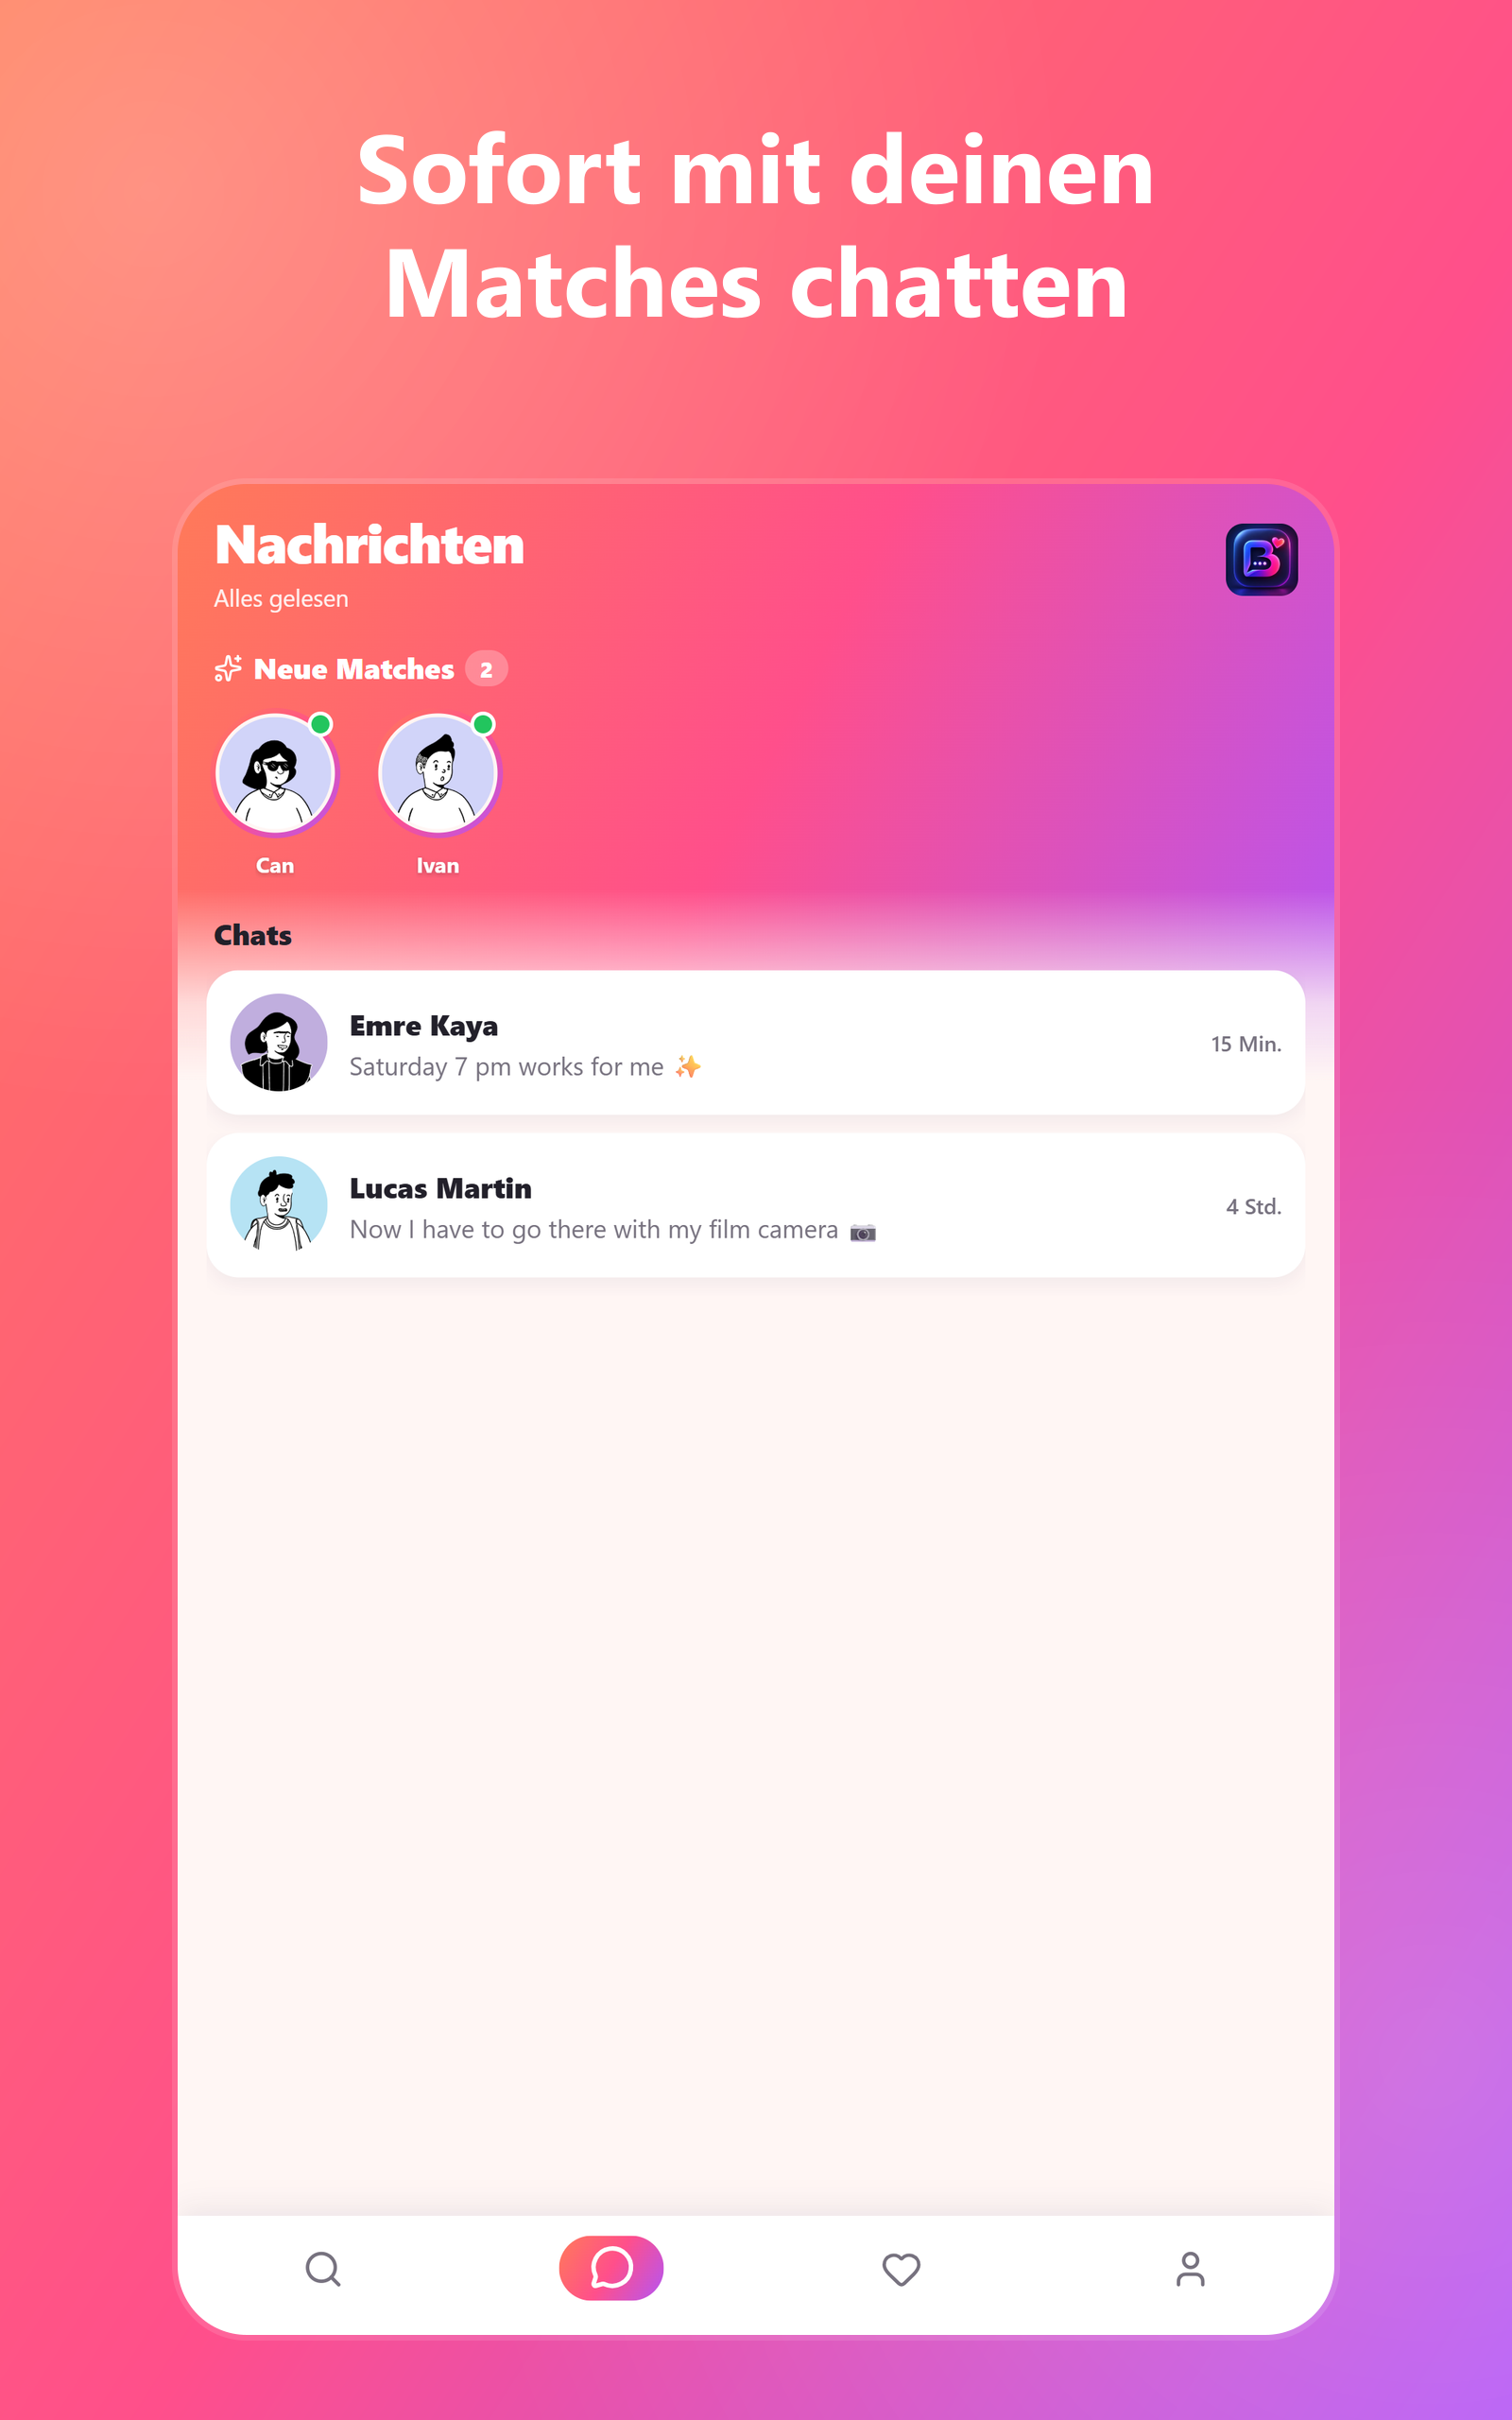 Sofort mit deinen
Matches chatten
Nachrichten
Alles gelesen
Neue Matches 2
Can
Ivan
Chats
Emre Kaya
Saturday 7 pm works for me ✨
15 Min.
Lucas Martin
Now I have to go there with my film camera 📷
4 Std.